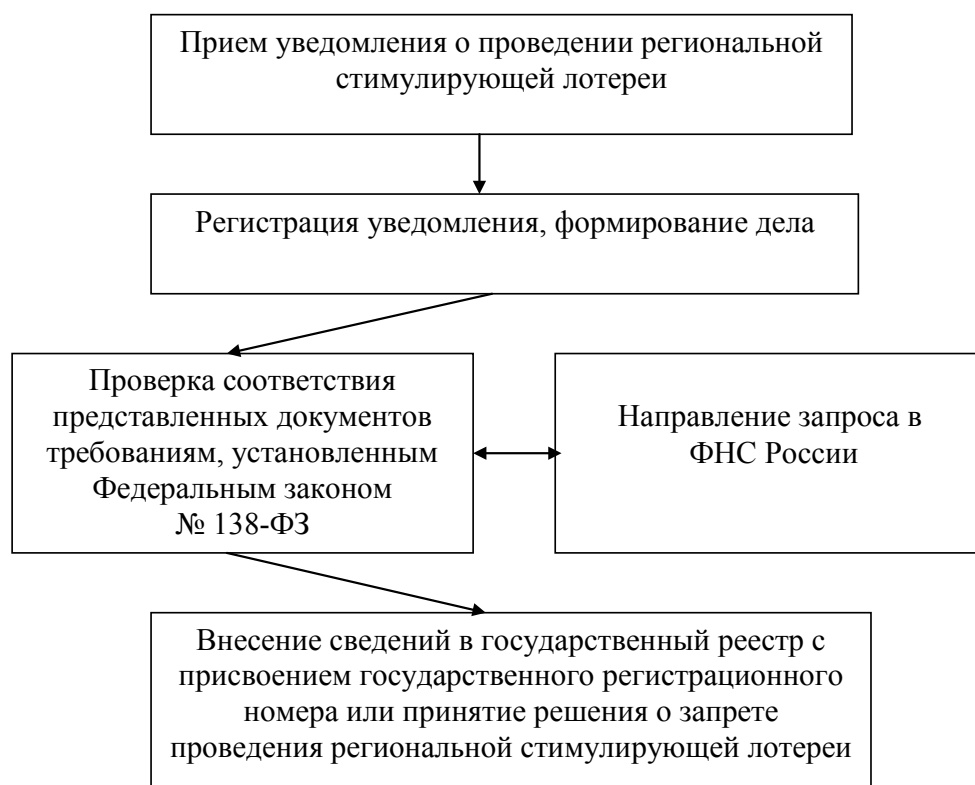 Прием уведомления о проведении региональной
стимулирующей лотереи
Регистрация уведомления, формирование дела
Проверка соответствия
представленных документов
требованиям, установленным
Федеральным законом
№ 138-ФЗ
Направление запроса в
ФНС России
Внесение сведений в государственный реестр с
присвоением государственного регистрационного
номера или принятие решения о запрете
проведения региональной стимулирующей лотереи